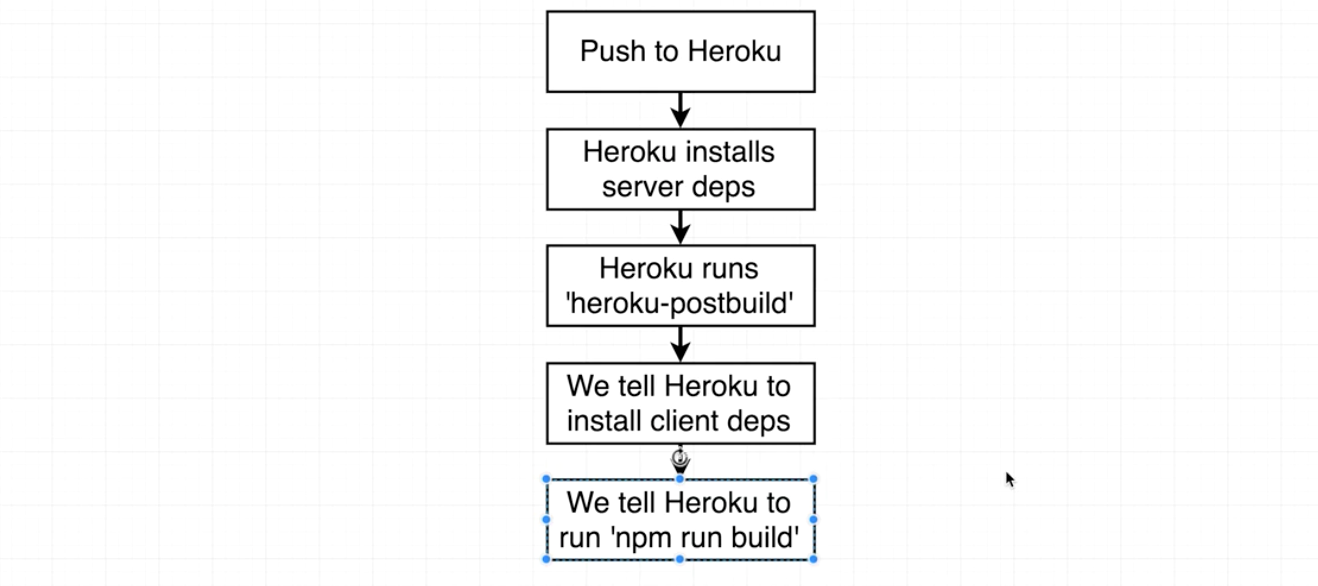 Push to Heroku
Heroku installs
server deps
Heroku runs
'heroku-postbuild'
We tell Heroku to
install client deps
We tell Heroku to
run 'npm run build'